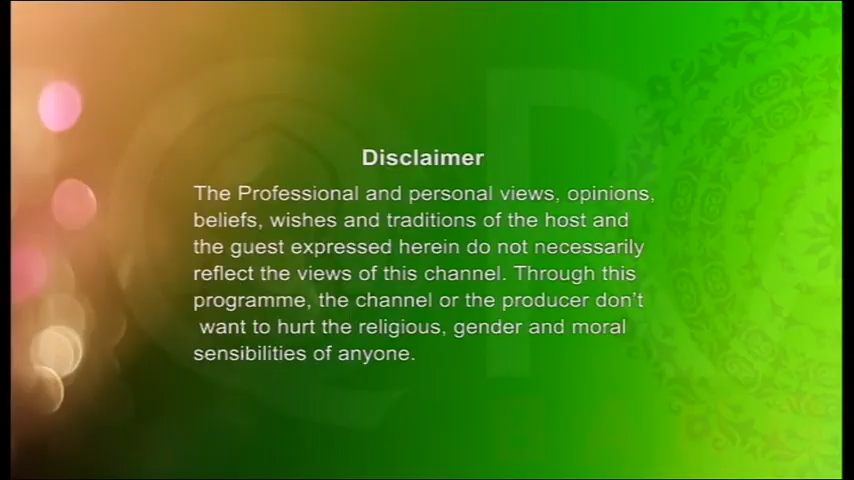 Disclaimer
The Professional and personal views, opinions,
beliefs, wishes and traditions of the host and
the guest expressed herein do not necessarily
reflect the views of this channel. Through this
programme, the channel or the producer don't
want to hurt the religious, gender and moral
sensibilities of anyone.